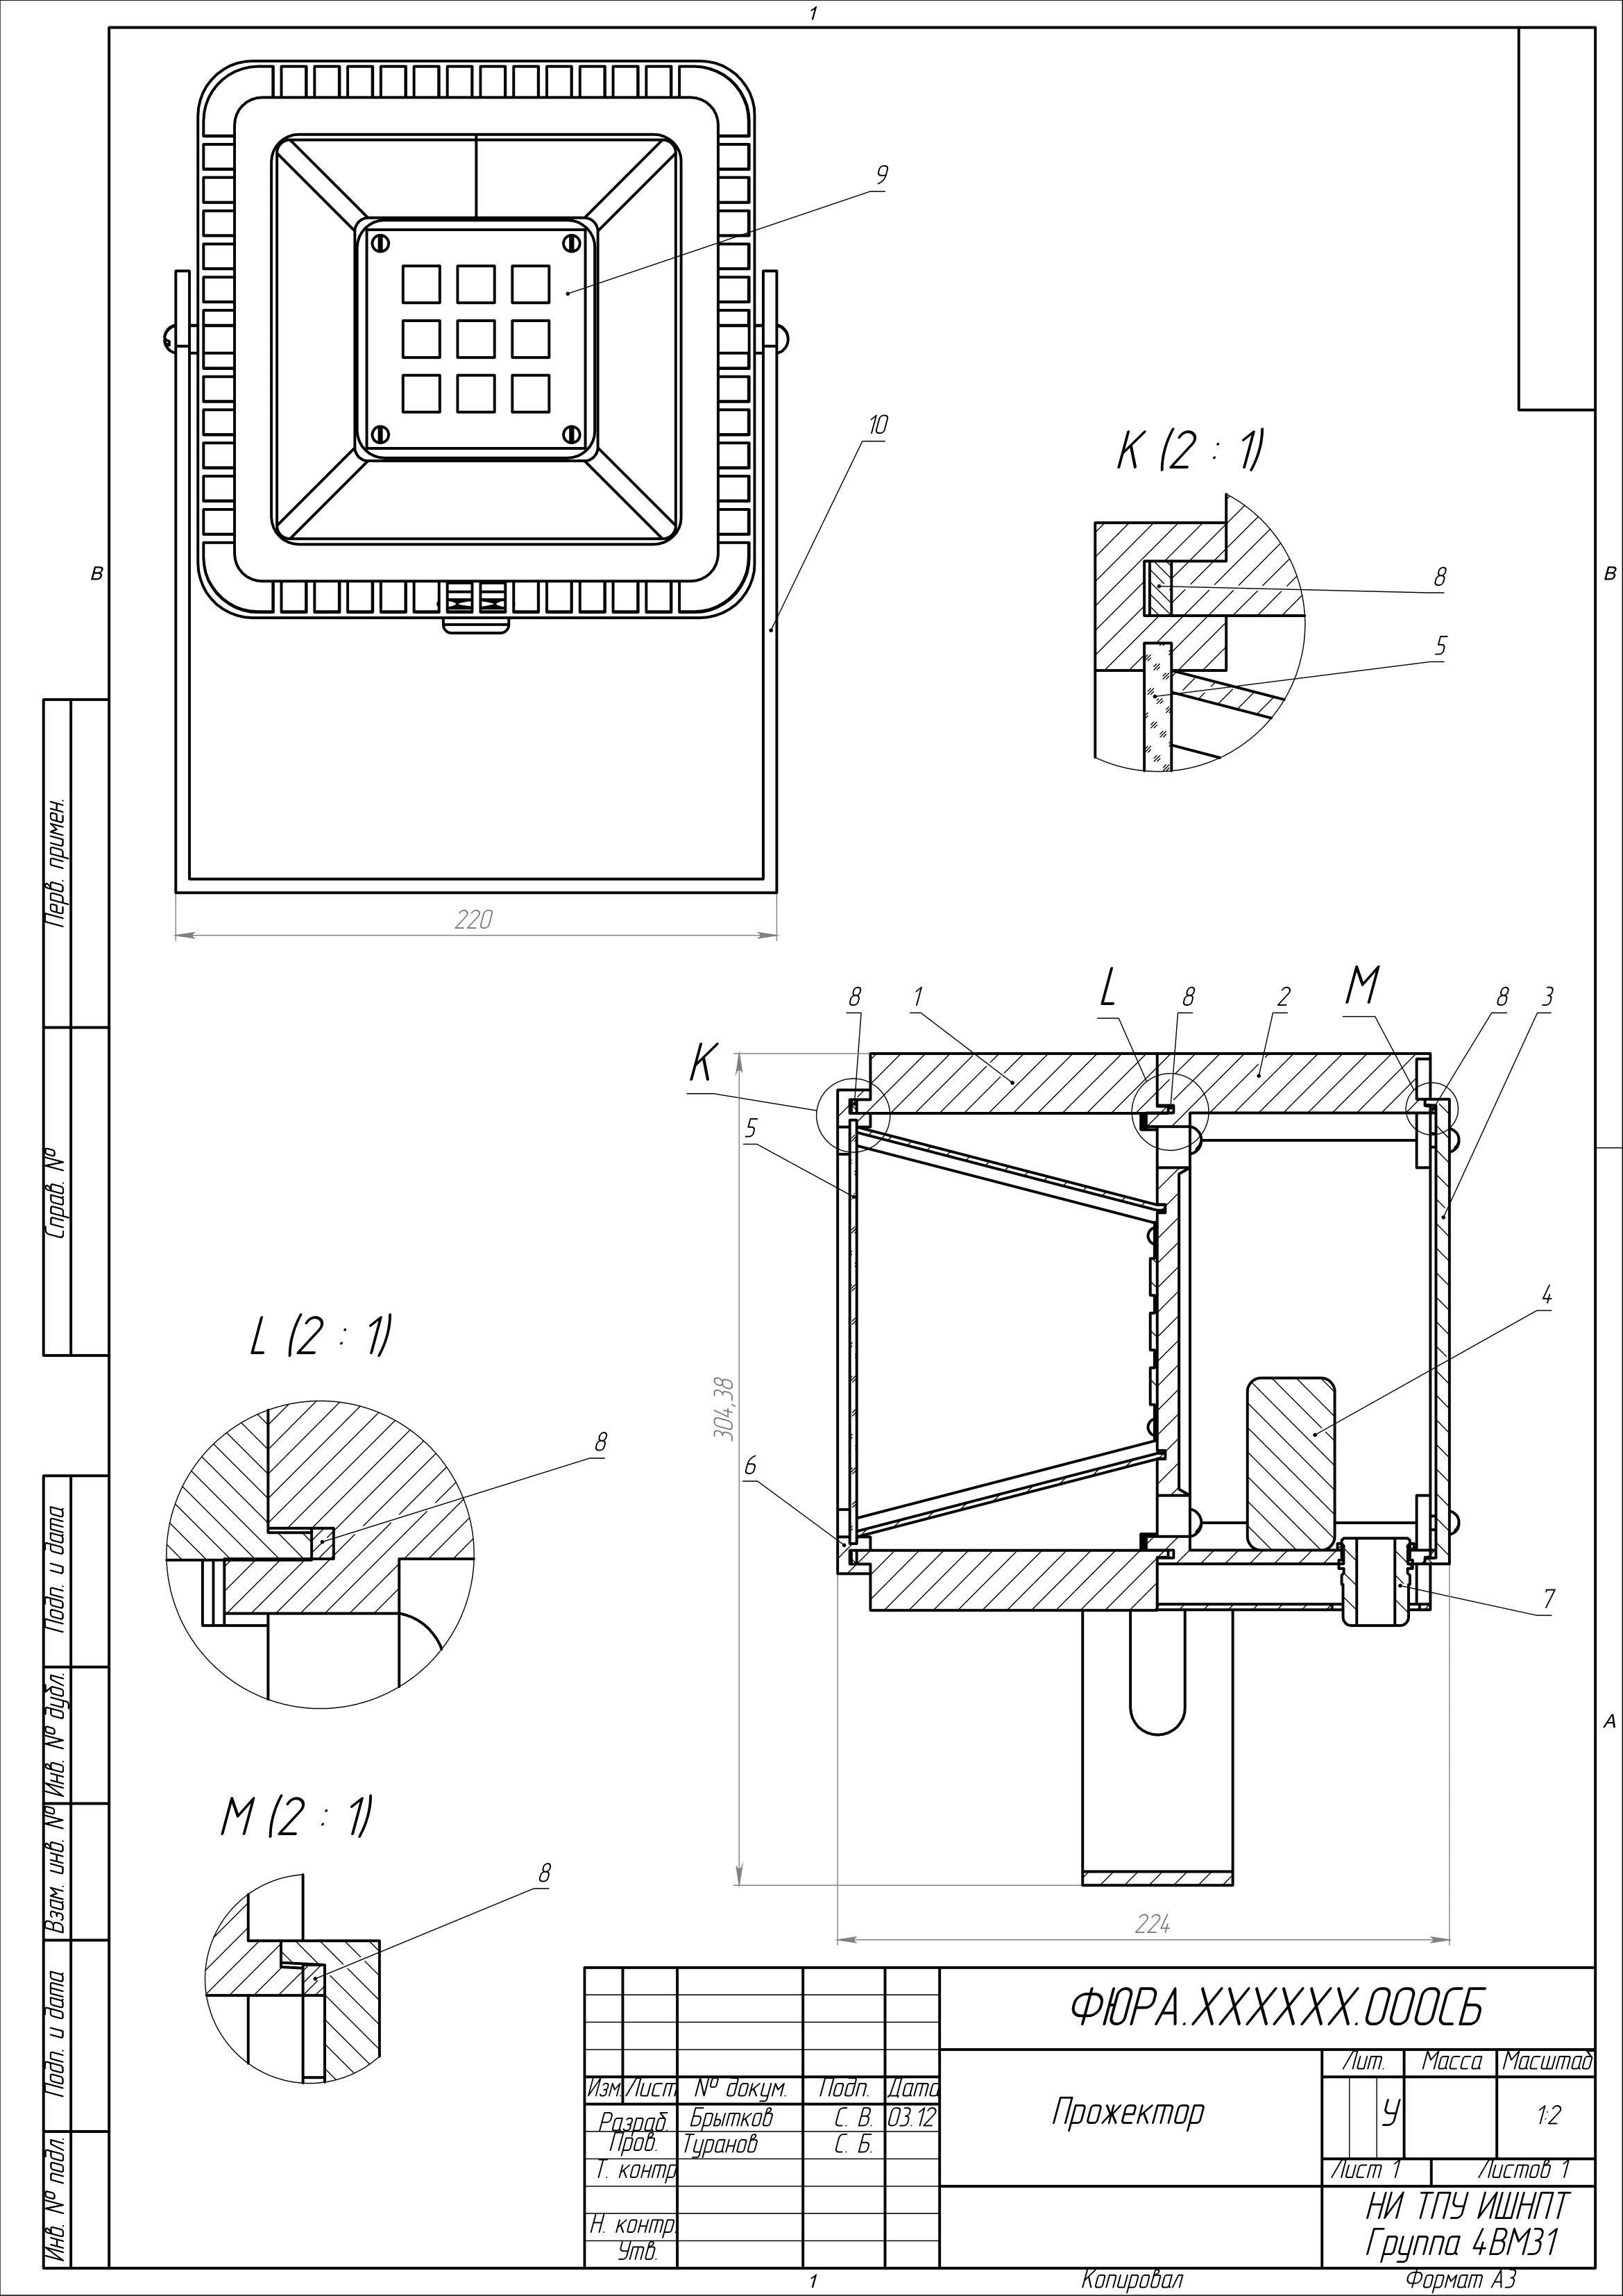 1
9
10
K (2 : 1)
8
5
B
B
220
8
1
L
8
2
M
8
3
K
5
304,38
4
6
7
224
L (2 : 1)
8
M (2 : 1)
8
A
Перв. примен.
Справ. №
Подп. и дата
Инв. № дубл.
Взам. инв. №
Подп. и дата
Инв. № подл.
ФЮРА.XXXXXX.000СБ
Изм. Лист № докум. Подп. Дата
Разраб. Брытков С. В. 03.12
Пров. Туранов С. Б.
Т. контр.
Н. контр.
Утв.
Прожектор
Лит. Масса Масштаб
У 1:2
Лист 1 Листов 1
НИ ТПУ ИШНПТ
Группа 4ВМ31
1 Копировал Формат А3